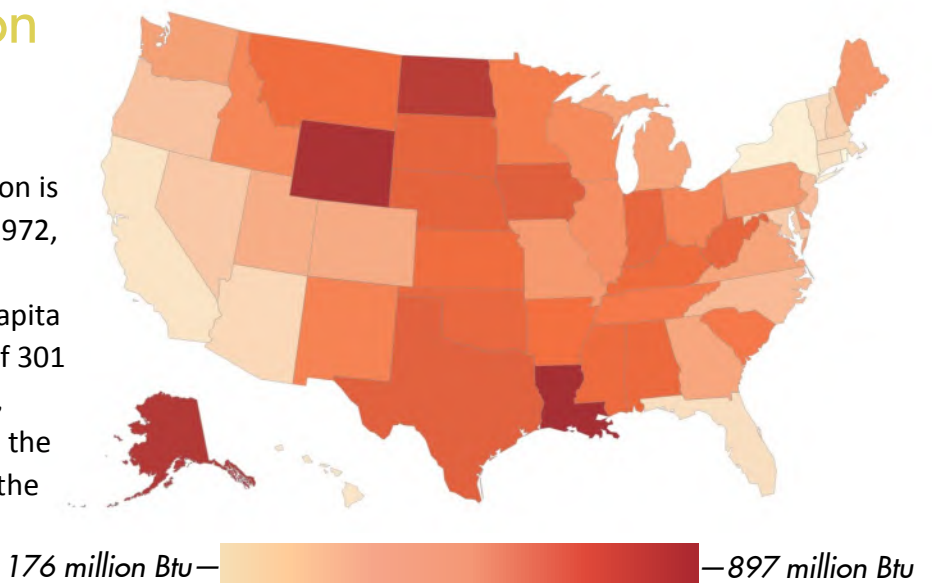 on
on is
972,
apita
f 301
the
the
176 million Btu—
—897 million Btu